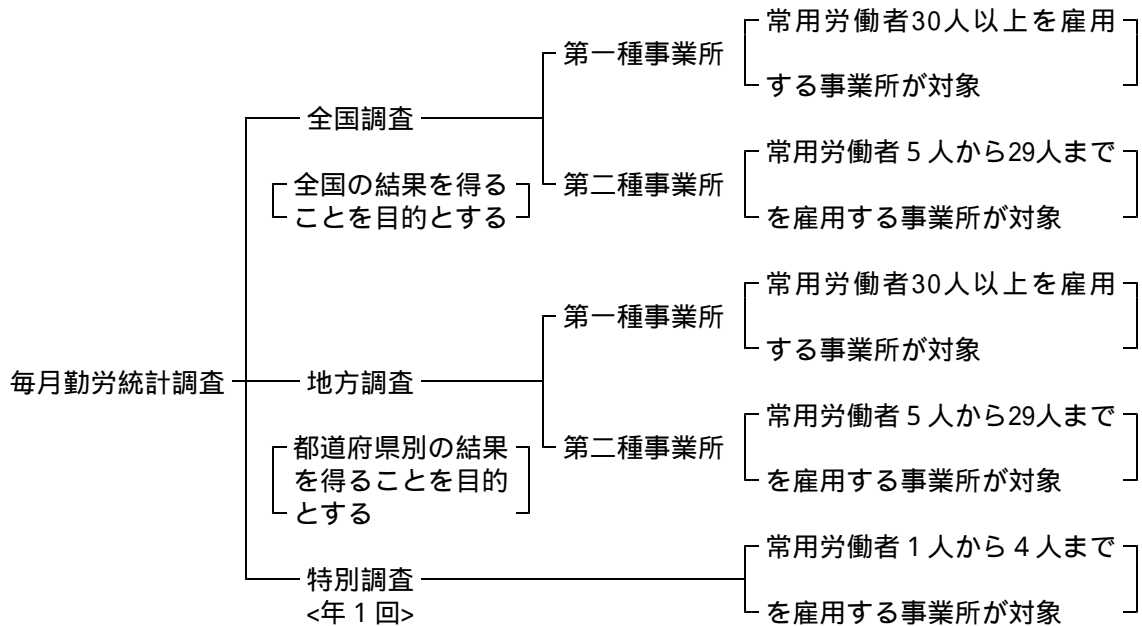 毎月勤労統計調査
全国調査
全国の結果を得る
ことを目的とする
第一種事業所
常用労働者30人以上を雇用
する事業所が対象
第二種事業所
常用労働者5人から29人まで
を雇用する事業所が対象
地方調査
都道府県別の結果
を得ることを目的
とする
第一種事業所
常用労働者30人以上を雇用
する事業所が対象
第二種事業所
常用労働者5人から29人まで
を雇用する事業所が対象
特別調査
<年1回>
常用労働者1人から4人まで
を雇用する事業所が対象